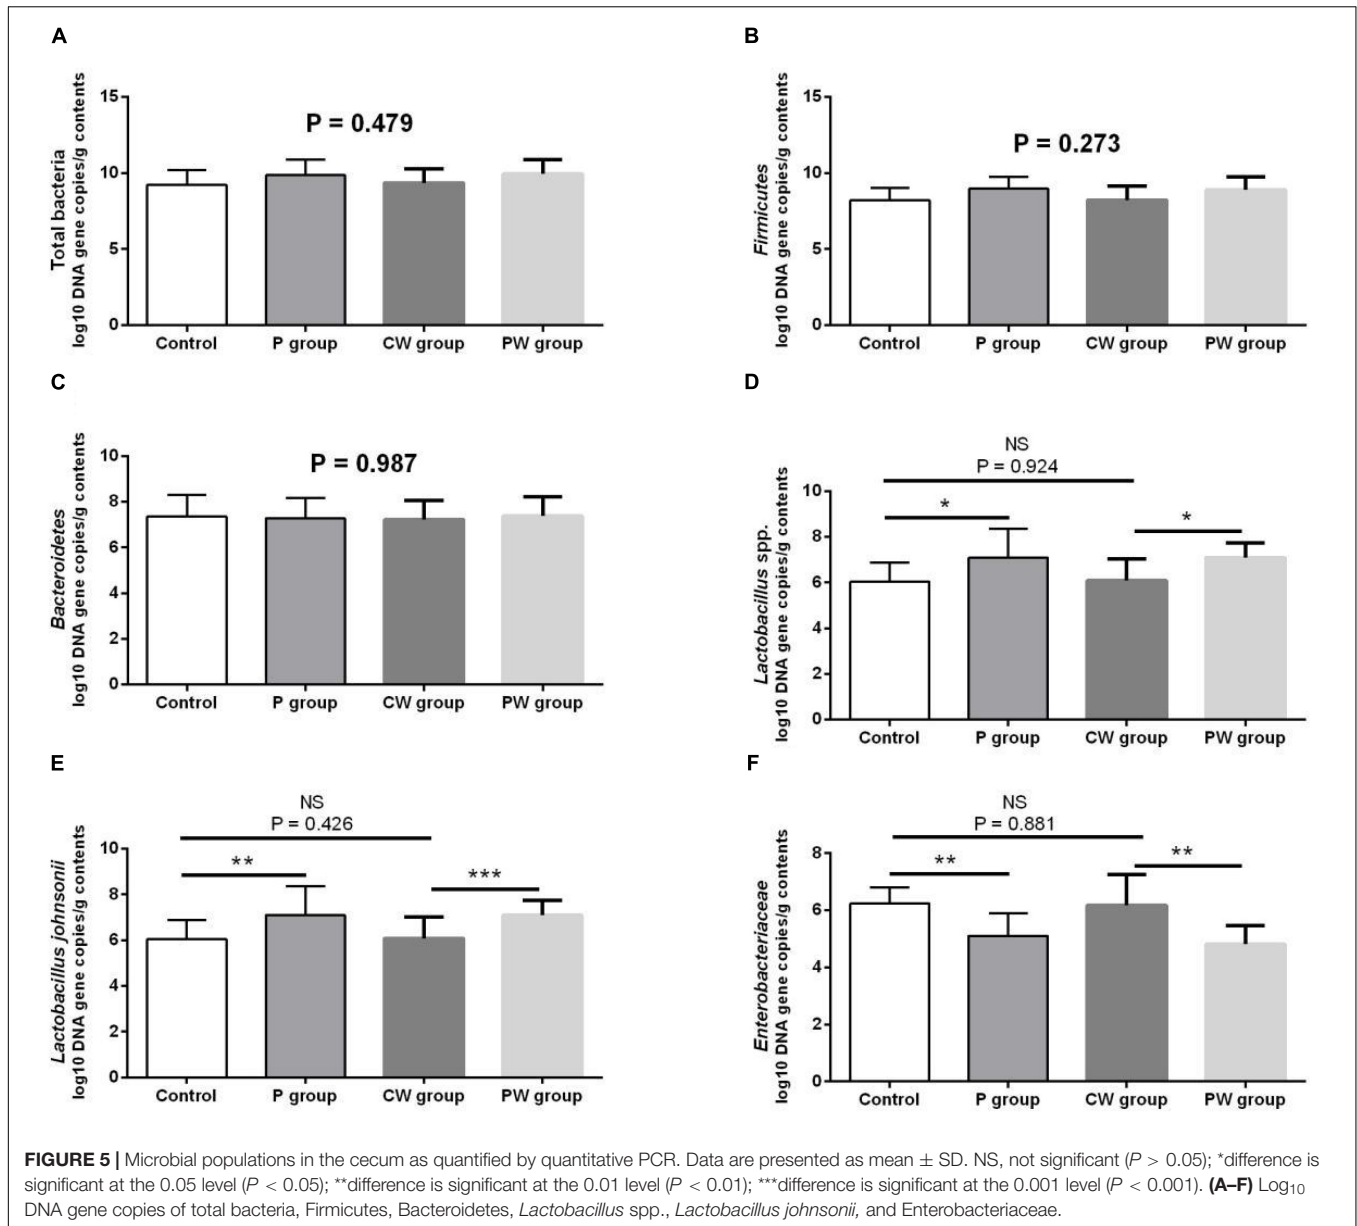 A
Total bacteria
log10 DNA gene copies/g contents
15
10
5
0
P = 0.479
Control
P group
CW group
PW group
B
Firmicutes
log10 DNA gene copies/g contents
15
10
5
0
P = 0.273
Control
P group
CW group
PW group
C
Bacteroidetes
log10 DNA gene copies/g contents
10
8
6
4
2
0
P = 0.987
Control
P group
CW group
PW group
D
Lactobacillus spp.
log10 DNA gene copies/g contents
10
8
6
4
2
0
NS
P = 0.924
*
*
Control
P group
CW group
PW group
E
Lactobacillus johnsonii
log10 DNA gene copies/g contents
10
8
6
4
2
0
NS
P = 0.426
**
***
Control
P group
CW group
PW group
F
Enterobacteriaceae
log10 DNA gene copies/g contents
8
6
4
2
0
NS
P = 0.881
**
**
Control
P group
CW group
PW group
FIGURE 5 | Microbial populations in the cecum as quantified by quantitative PCR. Data are presented as mean ± SD. NS, not significant (P > 0.05); *difference is
significant at the 0.05 level (P < 0.05); **difference is significant at the 0.01 level (P < 0.01); ***difference is significant at the 0.001 level (P < 0.001). (A–F) Log₁₀
DNA gene copies of total bacteria, Firmicutes, Bacteroidetes, Lactobacillus spp., Lactobacillus johnsonii, and Enterobacteriaceae.